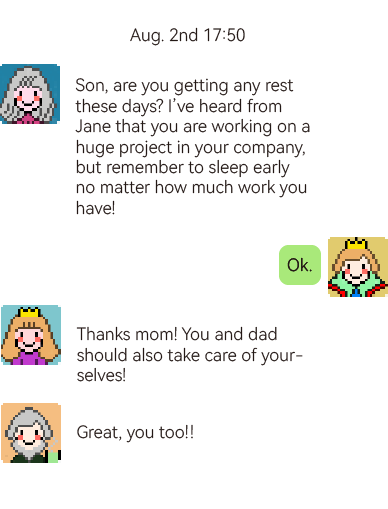 Aug. 2nd 17:50
Son, are you getting any rest
these days? I’ve heard from
Jane that you are working on a
huge project in your company,
but remember to sleep early
no matter how much work you
have!
Ok.
Thanks mom! You and dad
should also take care of your-
selves!
Great, you too!!